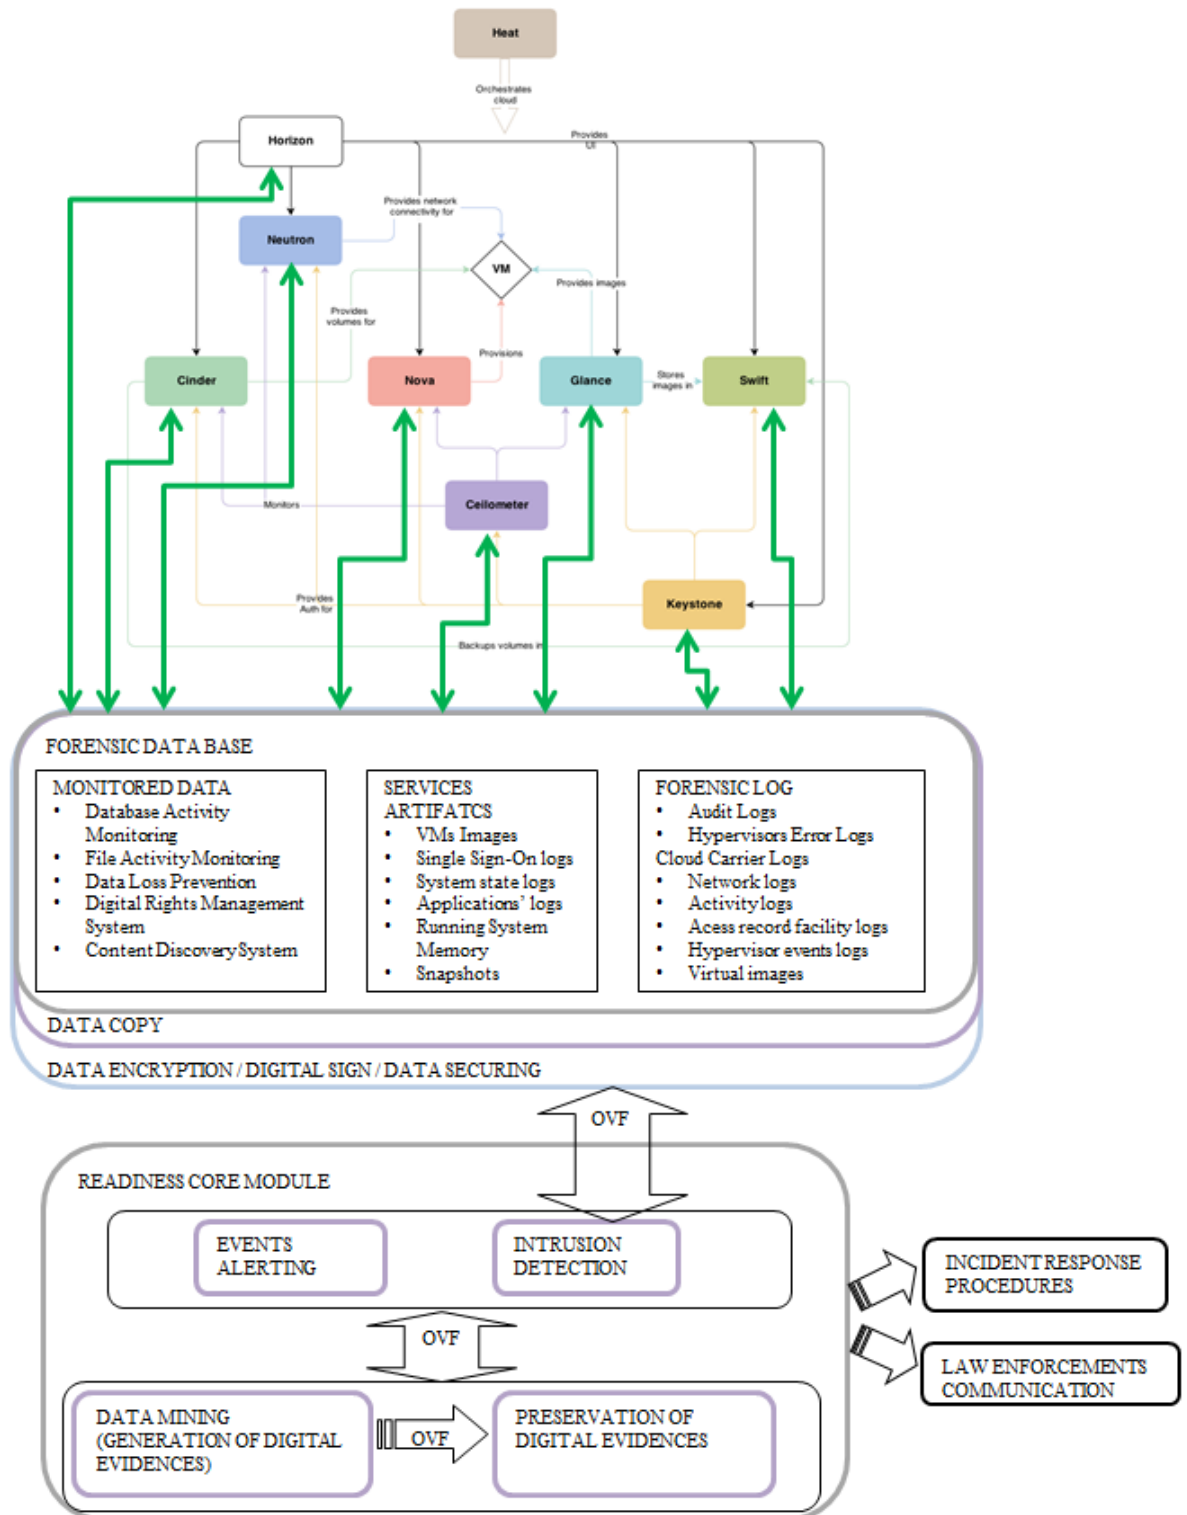 Heat
Orchestrates
cloud
Horizon
Provides
UI
Provides network
connectivity for
Neutron
VM
Provides images
Provides
volumes for
Provisions
Cinder
Nova
Glance
Stores
images in
Swift
Ceilometer
Monitors
Provides
Auth for
Keystone
Backups volumes in
FORENSIC DATA BASE
MONITORED DATA
• Database Activity
Monitoring
• File Activity Monitoring
• Data Loss Prevention
• Digital Rights Management
System
• Content Discovery System
SERVICES
ARTIFATCS
• VMs Images
• Single Sign-On logs
• System state logs
• Applications’ logs
• Running System
Memory
• Snapshots
FORENSIC LOG
• Audit Logs
• Hypervisors Error Logs
Cloud Carrier Logs
• Network logs
• Activity logs
• Acess record facility logs
• Hypervisor events logs
• Virtual images
DATA COPY
DATA ENCRYPTION / DIGITAL SIGN / DATA SECURING
OVF
READINESS CORE MODULE
EVENTS
ALERTING
INTRUSION
DETECTION
OVF
DATA MINING
(GENERATION OF DIGITAL
EVIDENCES)
OVF
PRESERVATION OF
DIGITAL EVIDENCES
INCIDENT RESPONSE
PROCEDURES
LAW ENFORCEMENTS
COMMUNICATION